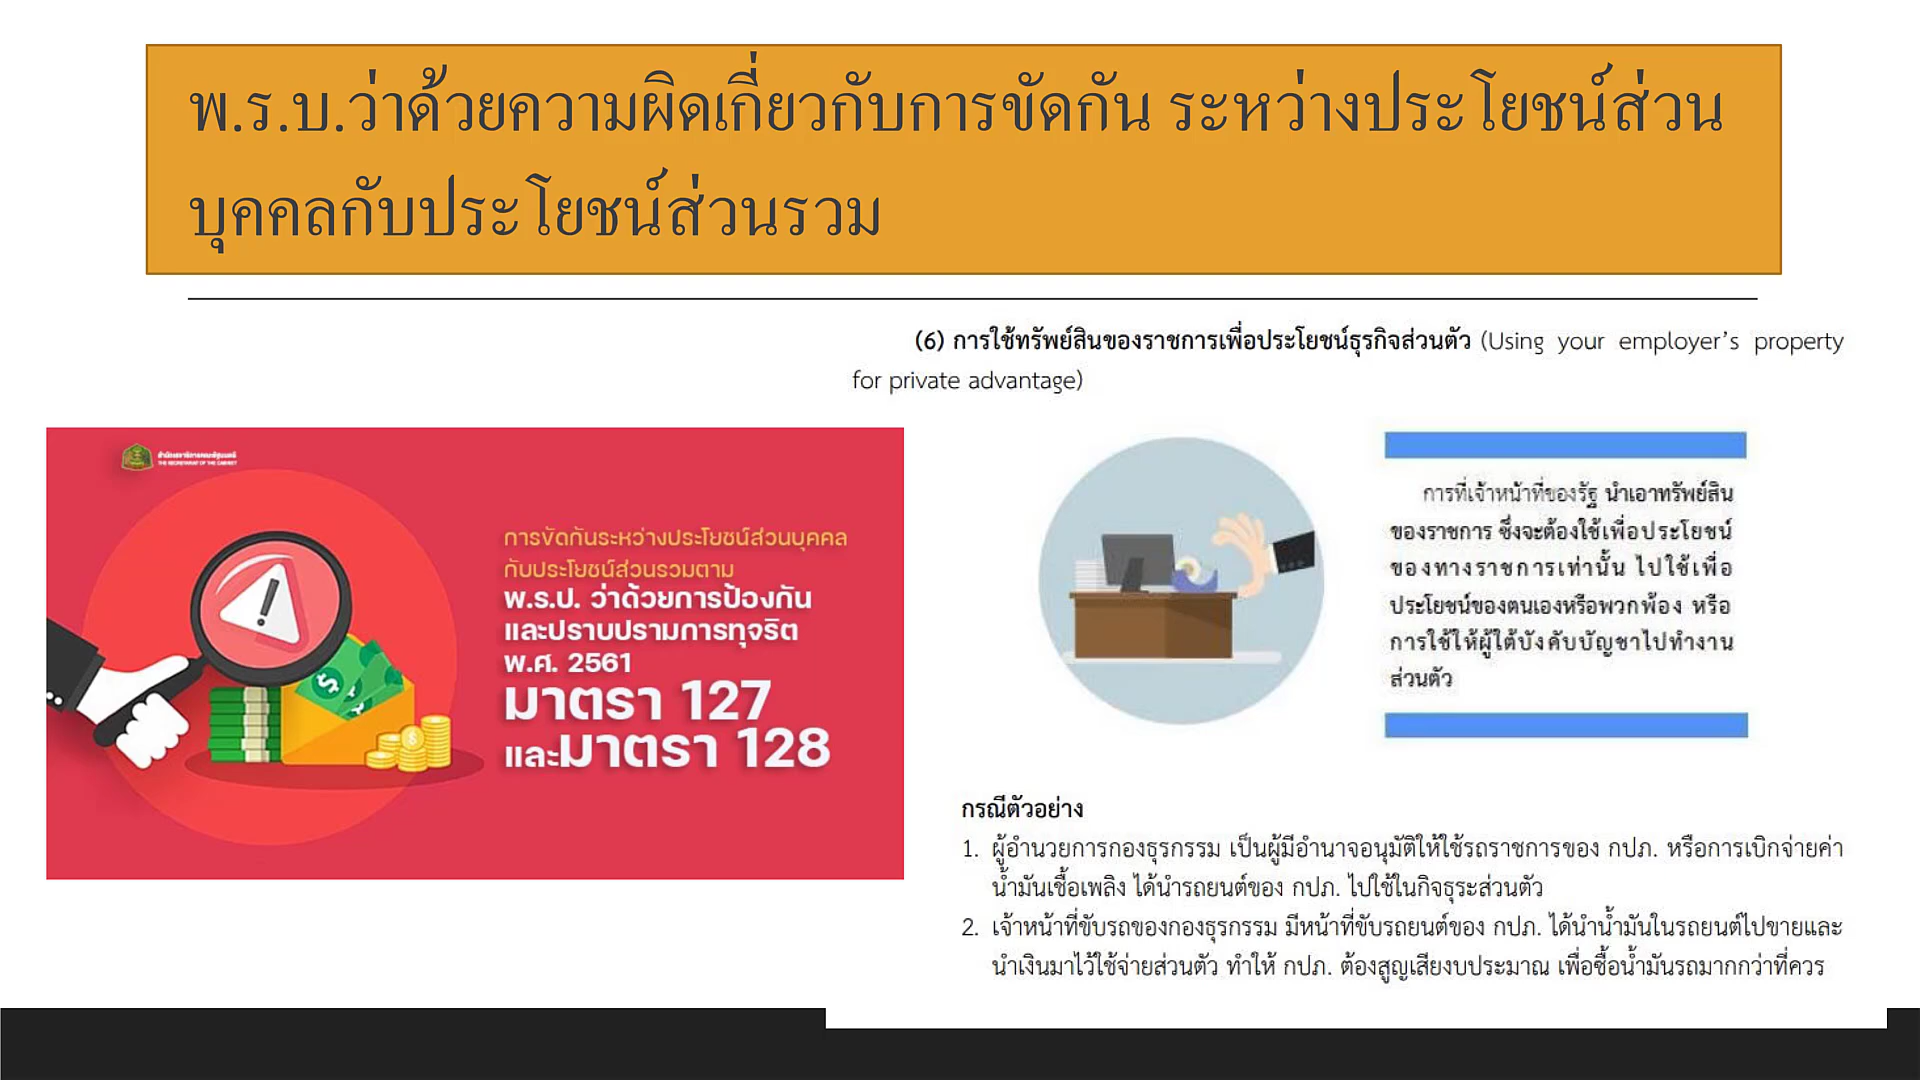 พ.ร.บ.ว่าด้วยความผิดเกี่ยวกับการขัดกัน ระหว่างประโยชน์ส่วน
บุคคลกับประโยชน์ส่วนรวม
(6) การใช้ทรัพย์สินของราชการเพื่อประโยชน์ธุรกิจส่วนตัว (Using your employer's property
for private advantage)
สำนักเลขาธิการคณะรัฐมนตรี
THE SECRETARIAT OF THE CABINET
การขัดกันระหว่างประโยชน์ส่วนบุคคล
กับประโยชน์ส่วนรวมตาม
พ.ร.ป. ว่าด้วยการป้องกัน
และปราบปรามการทุจริต
พ.ศ. 2561
มาตรา 127
และมาตรา 128
การที่เจ้าหน้าที่ของรัฐ นำเอาทรัพย์สิน
ของราชการ ซึ่งจะต้องใช้เพื่อประโยชน์
ของทางราชการเท่านั้น ไปใช้เพื่อ
ประโยชน์ของตนเองหรือพวกพ้อง หรือ
การใช้ให้ผู้ใต้บังคับบัญชาไปทำงาน
ส่วนตัว
กรณีตัวอย่าง
1. ผู้อำนวยการกองธุรกรรม เป็นผู้มีอำนาจอนุมัติให้ใช้รถราชการของ กปภ. หรือการเบิกจ่ายค่า
น้ำมันเชื้อเพลิง ได้นำรถยนต์ของ กปภ. ไปใช้ในกิจธุระส่วนตัว
2. เจ้าหน้าที่ขับรถของกองธุรกรรม มีหน้าที่ขับรถยนต์ของ กปภ. ได้นำน้ำมันในรถยนต์ไปขายและ
นำเงินมาไว้ใช้จ่ายส่วนตัว ทำให้ กปภ. ต้องสูญเสียงบประมาณ เพื่อซื้อน้ำมันรถมากกว่าที่ควร